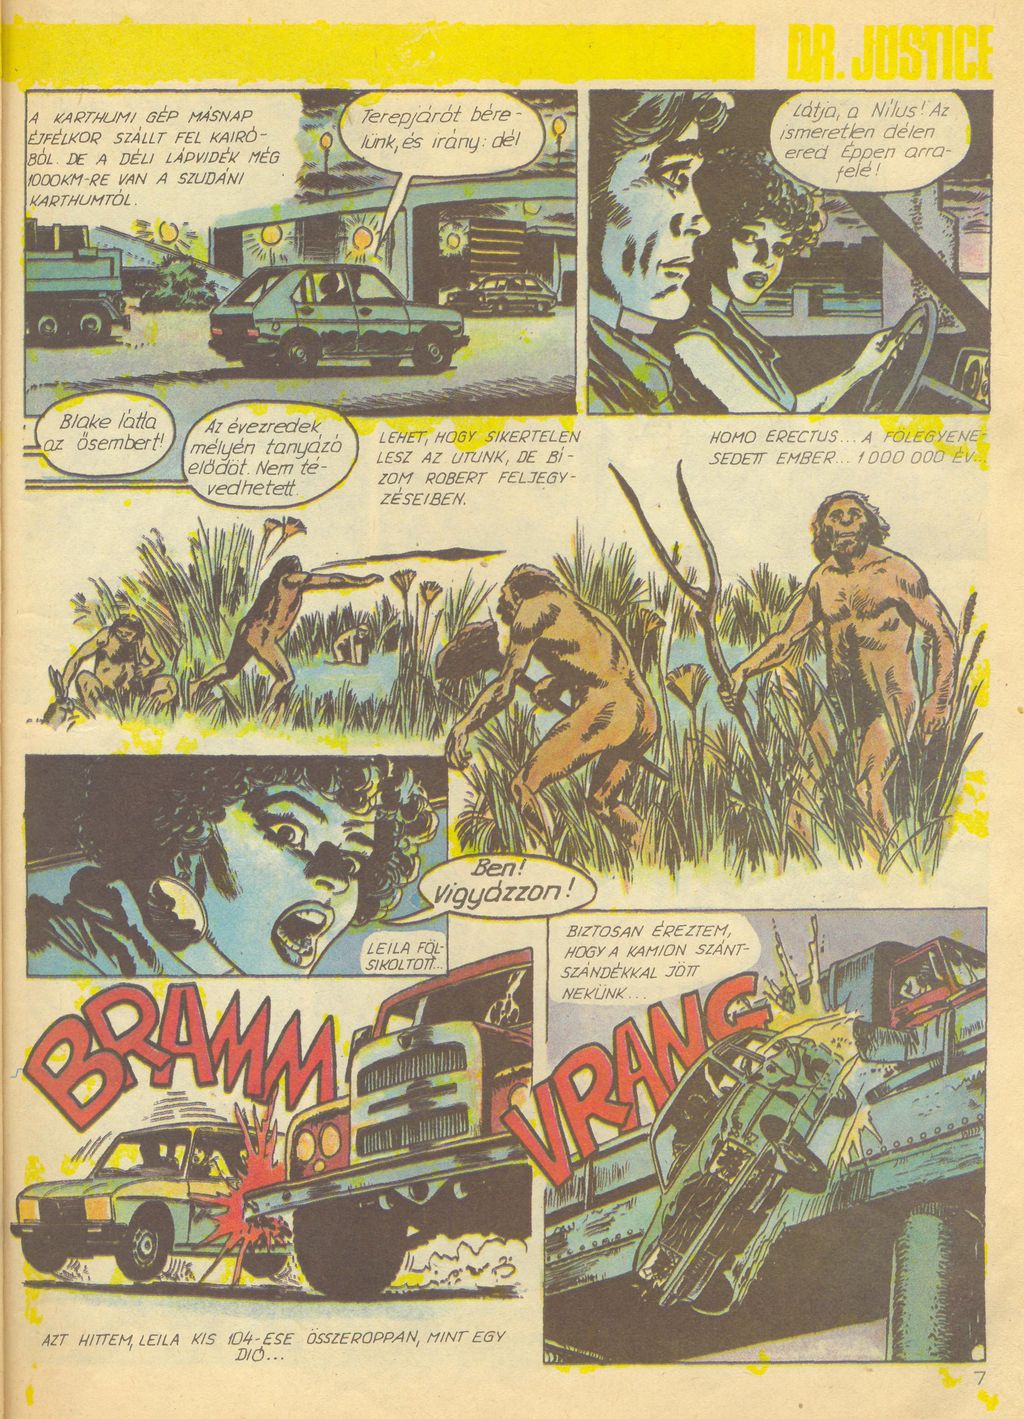 DR. JUSTICE
A KARTHUMI GÉP MÁSNAP
ÉJFÉLKOR SZÁLLT FEL KAIRÓ-
BÓL. DE A DÉLI LÁPVIDÉK MÉG
1000KM-RE VAN A SZUDÁNI
KARTHUMTÓL.
Terepjárót bére-
lünk, és irány: dél
Látja, a Nílus! Az
ismeretlen délen
ered. Éppen arra-
felé!
Blake látta
az ősembert!
Az évezredek
mélyén tanyázó
elődöt. Nem té-
vedhetett.
LEHET, HOGY SIKERTELEN
LESZ AZ UTUNK, DE BÍ-
ZOM ROBERT FELJEGY-
ZÉSEIBEN.
HOMO ERECTUS... A FÖLEGYENE-
SEDETT EMBER... 1 000 000 ÉV...
Ben!
Vigyázzon!
LEILA FÖL-
SIKOLTOTT...
BRAMM
AZT HITTEM, LEILA KIS 104-ESE ÖSSZEROPPAN, MINT EGY
DIÓ...
BIZTOSAN ÉREZTEM,
HOGY A KAMION SZÁNT-
SZÁNDÉKKAL JÖTT
NEKÜNK...
VRANG
7